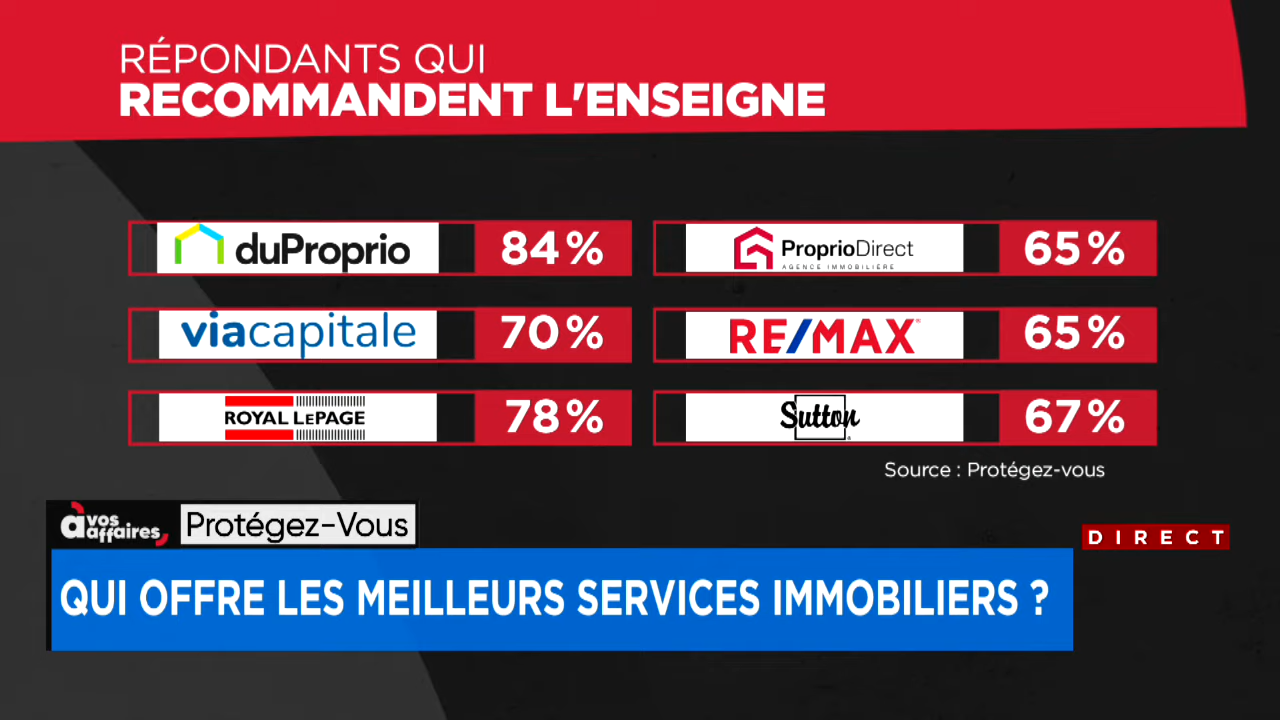 RÉPONDANTS QUI
RECOMMANDENT L'ENSEIGNE
duProprio 84%
ProprioDirect 65%
AGENCE IMMOBILIÈRE
viacapitale 70%
RE/MAX 65%
ROYAL LEPAGE 78%
Sutton 67%
Source : Protégez-vous
à vos affaires Protégez-Vous
DIRECT
QUI OFFRE LES MEILLEURS SERVICES IMMOBILIERS ?